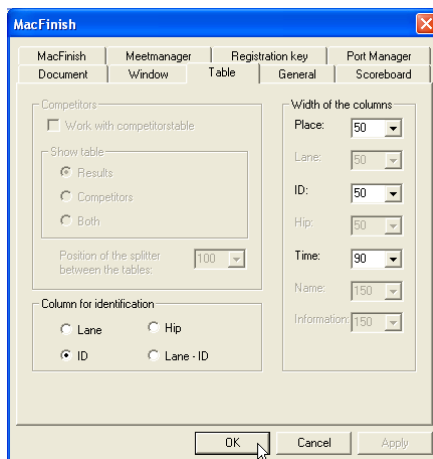 MacFinish
MacFinish Meetmanager Registration key Port Manager
Document Window Table General Scoreboard
Competitors
Work with competitorstable
Show table
Results
Competitors
Both
Position of the splitter
between the tables:
100
Column for identification
Lane Hip
ID Lane - ID
Width of the columns
Place: 50
Lane: 50
ID: 50
Hip: 50
Time: 90
Name: 150
Information: 150
OK Cancel Apply